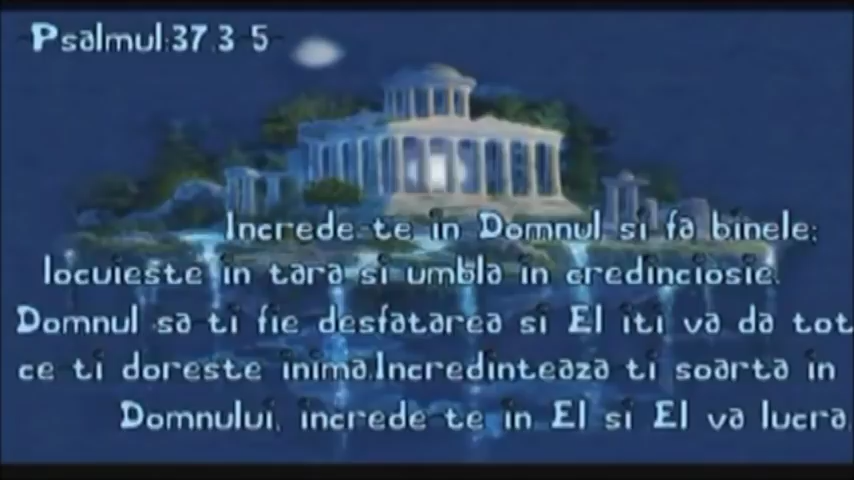 Psalmul:37.3-5
Increde-te in Domnul si fa binele;
locuieste in tara si umbla in credinciosie.
Domnul sa-ti fie desfatarea si El iti va da tot
ce-ti doreste inima.Incredinteaza-ti soarta in
Domnului, increde-te in El si El va lucra.